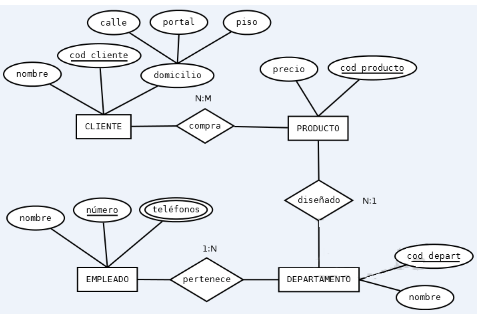 calle
portal
piso
cod cliente
nombre
domicilio
precio
cod producto
N:M
CLIENTE
compra
PRODUCTO
diseñado
N:1
nombre
número
teléfonos
1:N
EMPLEADO
pertenece
DEPARTAMENTO
cod depart
nombre